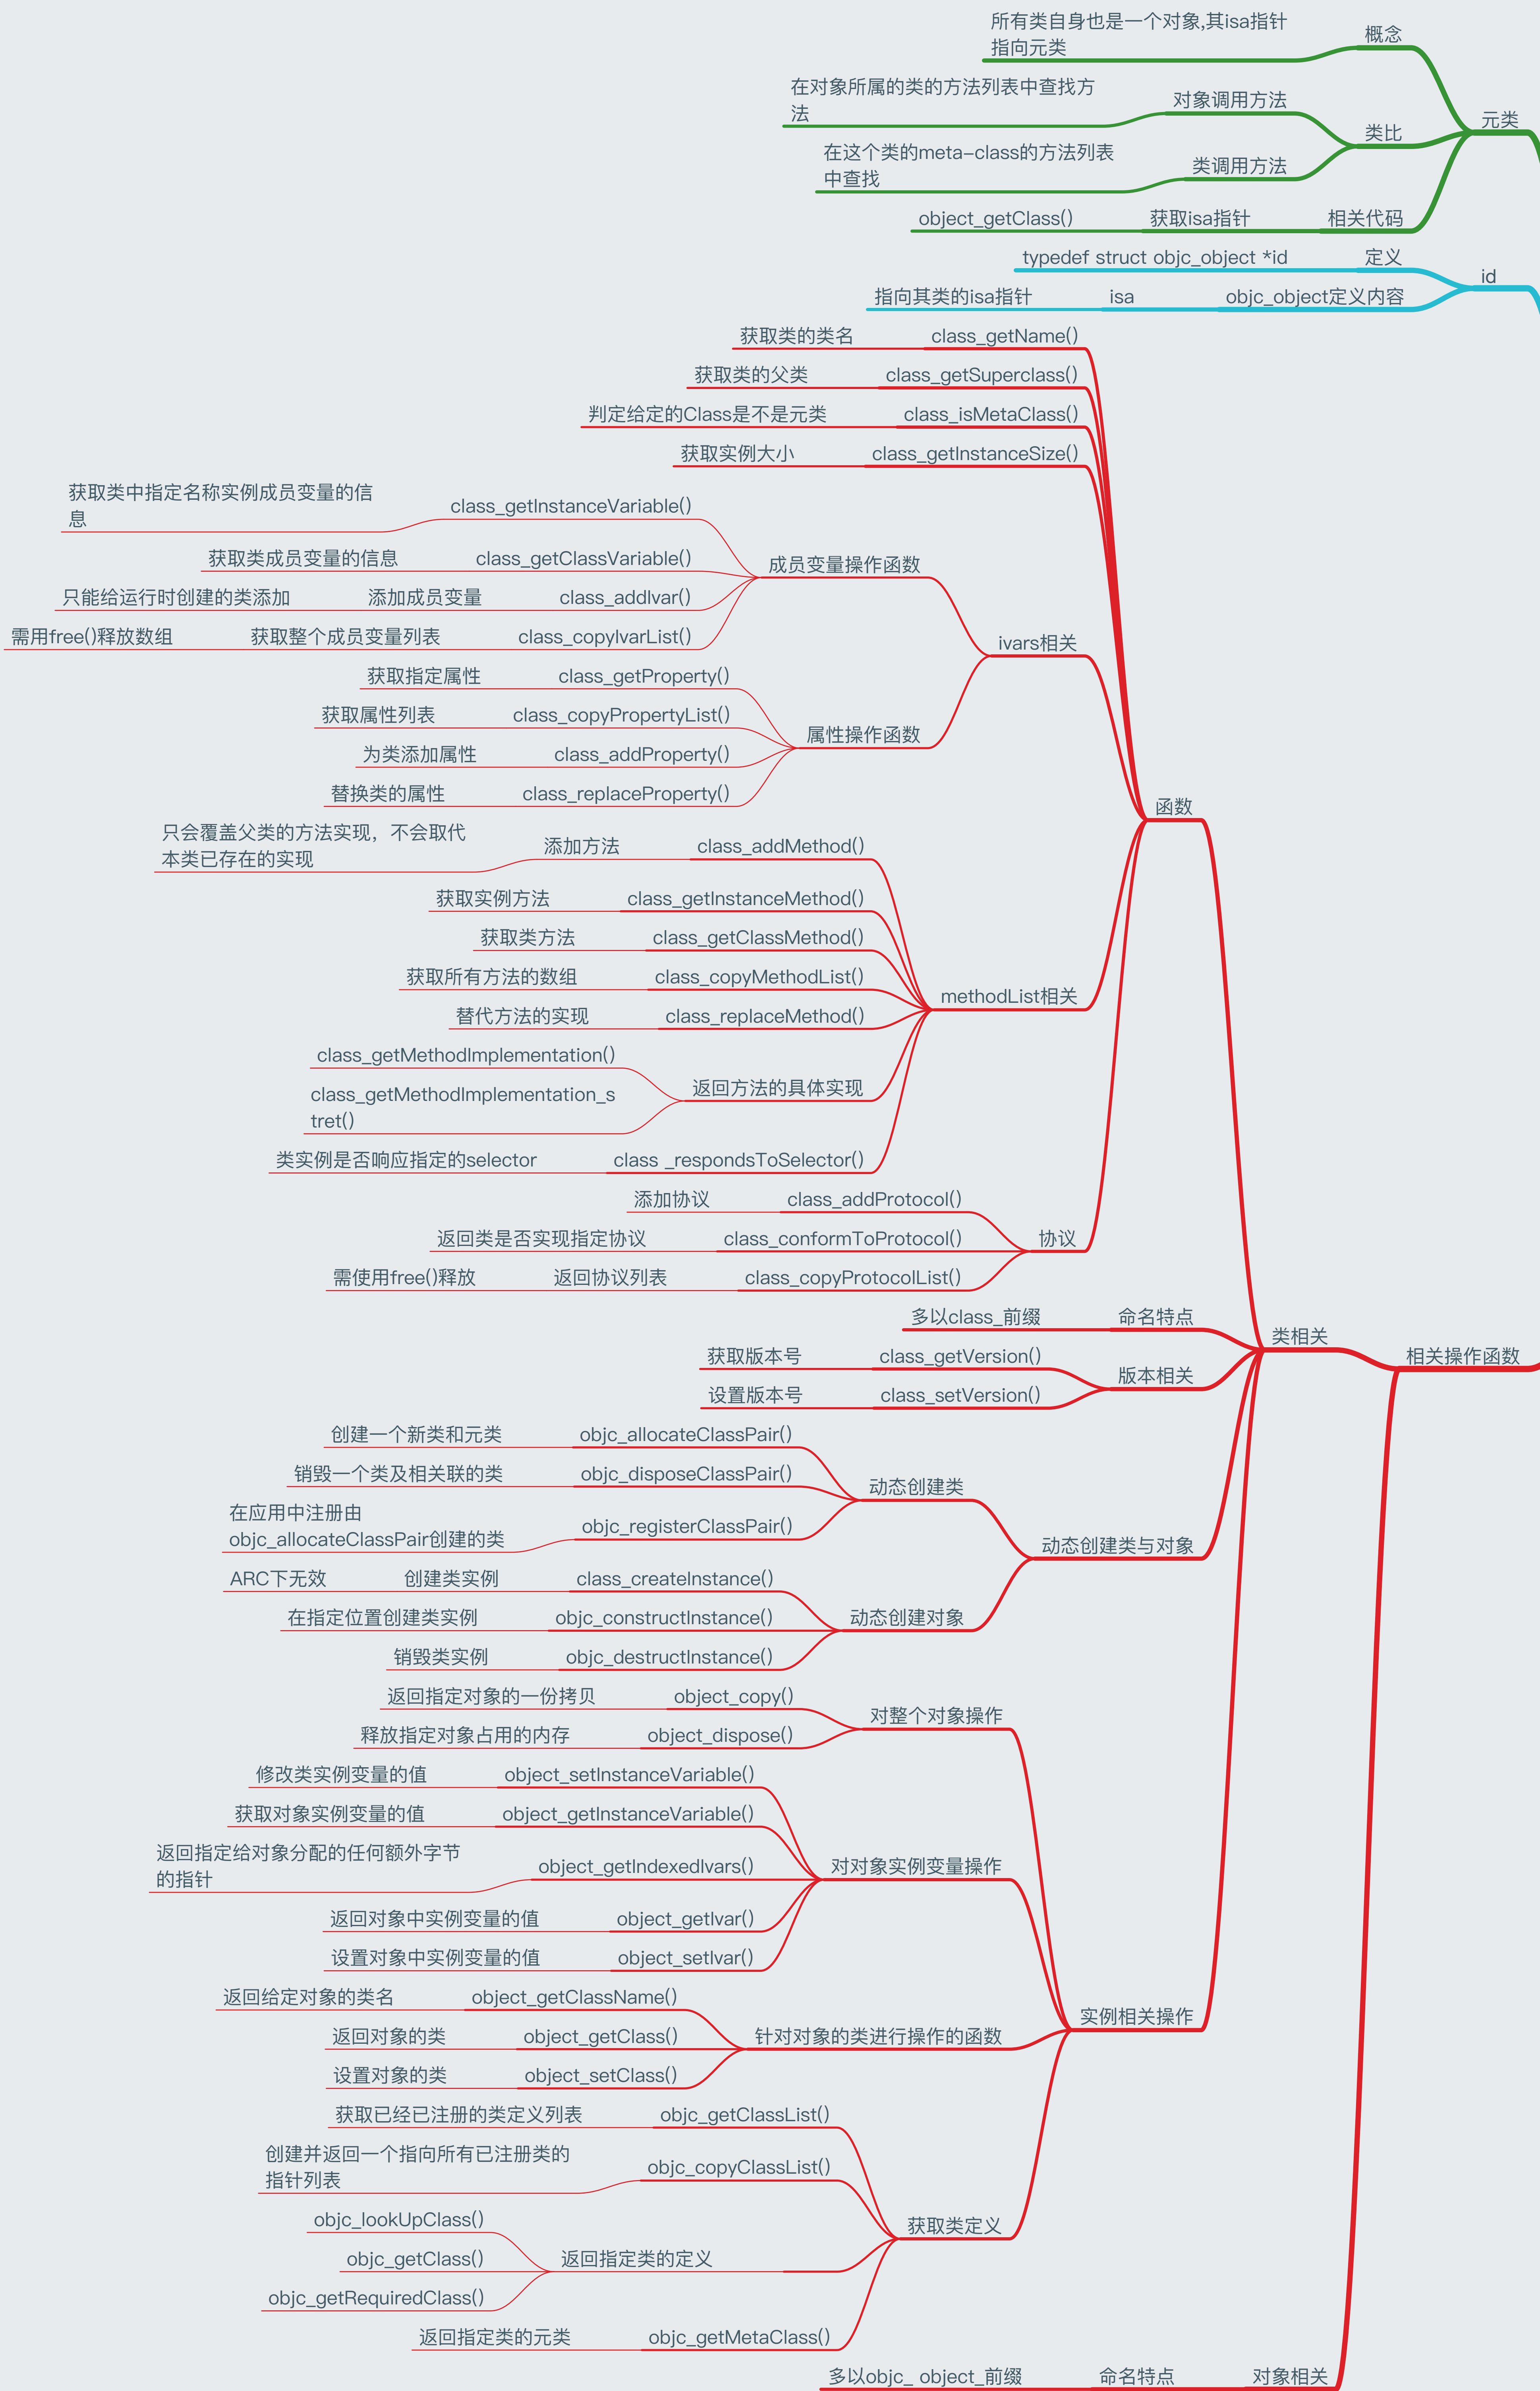 所有类自身也是一个对象,其isa指针
指向元类
概念
在对象所属的类的方法列表中查找方
法
对象调用方法
类比
元类
在这个类的meta-class的方法列表
中查找
类调用方法
object_getClass()
获取isa指针
相关代码
typedef struct objc_object *id
定义
id
指向其类的isa指针
isa
objc_object定义内容
获取类的类名
class_getName()
获取类的父类
class_getSuperclass()
判定给定的Class是不是元类
class_isMetaClass()
获取实例大小
class_getInstanceSize()
获取类中指定名称实例成员变量的信
息
class_getInstanceVariable()
获取类成员变量的信息
class_getClassVariable()
成员变量操作函数
只能给运行时创建的类添加
添加成员变量
class_addIvar()
需用free()释放数组
获取整个成员变量列表
class_copyIvarList()
ivars相关
获取指定属性
class_getProperty()
获取属性列表
class_copyPropertyList()
属性操作函数
为类添加属性
class_addProperty()
替换类的属性
class_replaceProperty()
函数
只会覆盖父类的方法实现，不会取代
本类已存在的实现
添加方法
class_addMethod()
获取实例方法
class_getInstanceMethod()
获取类方法
class_getClassMethod()
获取所有方法的数组
class_copyMethodList()
methodList相关
替代方法的实现
class_replaceMethod()
class_getMethodImplementation()
返回方法的具体实现
class_getMethodImplementation_s
tret()
类实例是否响应指定的selector
class _respondsToSelector()
添加协议
class_addProtocol()
返回类是否实现指定协议
class_conformToProtocol()
协议
需使用free()释放
返回协议列表
class_copyProtocolList()
多以class_前缀
命名特点
类相关
相关操作函数
获取版本号
class_getVersion()
版本相关
设置版本号
class_setVersion()
创建一个新类和元类
objc_allocateClassPair()
销毁一个类及相关联的类
objc_disposeClassPair()
动态创建类
在应用中注册由
objc_allocateClassPair创建的类
objc_registerClassPair()
动态创建类与对象
ARC下无效
创建类实例
class_createInstance()
在指定位置创建类实例
objc_constructInstance()
动态创建对象
销毁类实例
objc_destructInstance()
返回指定对象的一份拷贝
object_copy()
对整个对象操作
释放指定对象占用的内存
object_dispose()
修改类实例变量的值
object_setInstanceVariable()
获取对象实例变量的值
object_getInstanceVariable()
返回指定给对象分配的任何额外字节
的指针
object_getIndexedIvars()
对对象实例变量操作
返回对象中实例变量的值
object_getIvar()
设置对象中实例变量的值
object_setIvar()
返回给定对象的类名
object_getClassName()
实例相关操作
返回对象的类
object_getClass()
针对对象的类进行操作的函数
设置对象的类
object_setClass()
获取已经已注册的类定义列表
objc_getClassList()
创建并返回一个指向所有已注册类的
指针列表
objc_copyClassList()
获取类定义
objc_lookUpClass()
objc_getClass()
返回指定类的定义
objc_getRequiredClass()
返回指定类的元类
objc_getMetaClass()
多以objc_ object_前缀
命名特点
对象相关